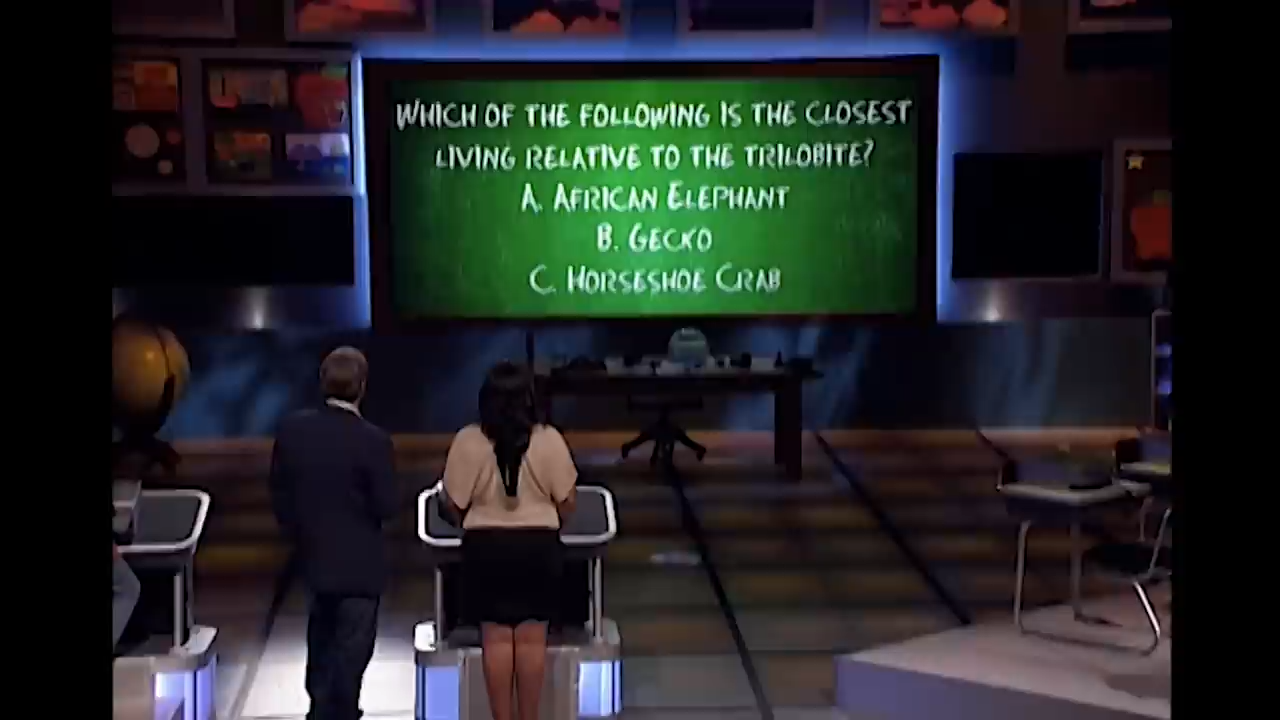 WHICH OF THE FOLLOWING IS THE CLOSEST
LIVING RELATIVE TO THE TRILOBITE?
A. AFRICAN ELEPHANT
B. GECKO
C. HORSESHOE CRAB